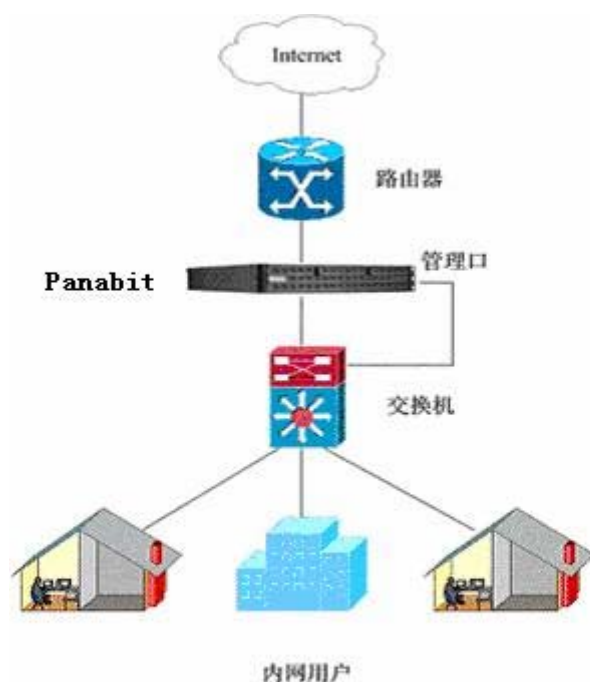 Internet
路由器
管理口
Panabit
交换机
内网用户